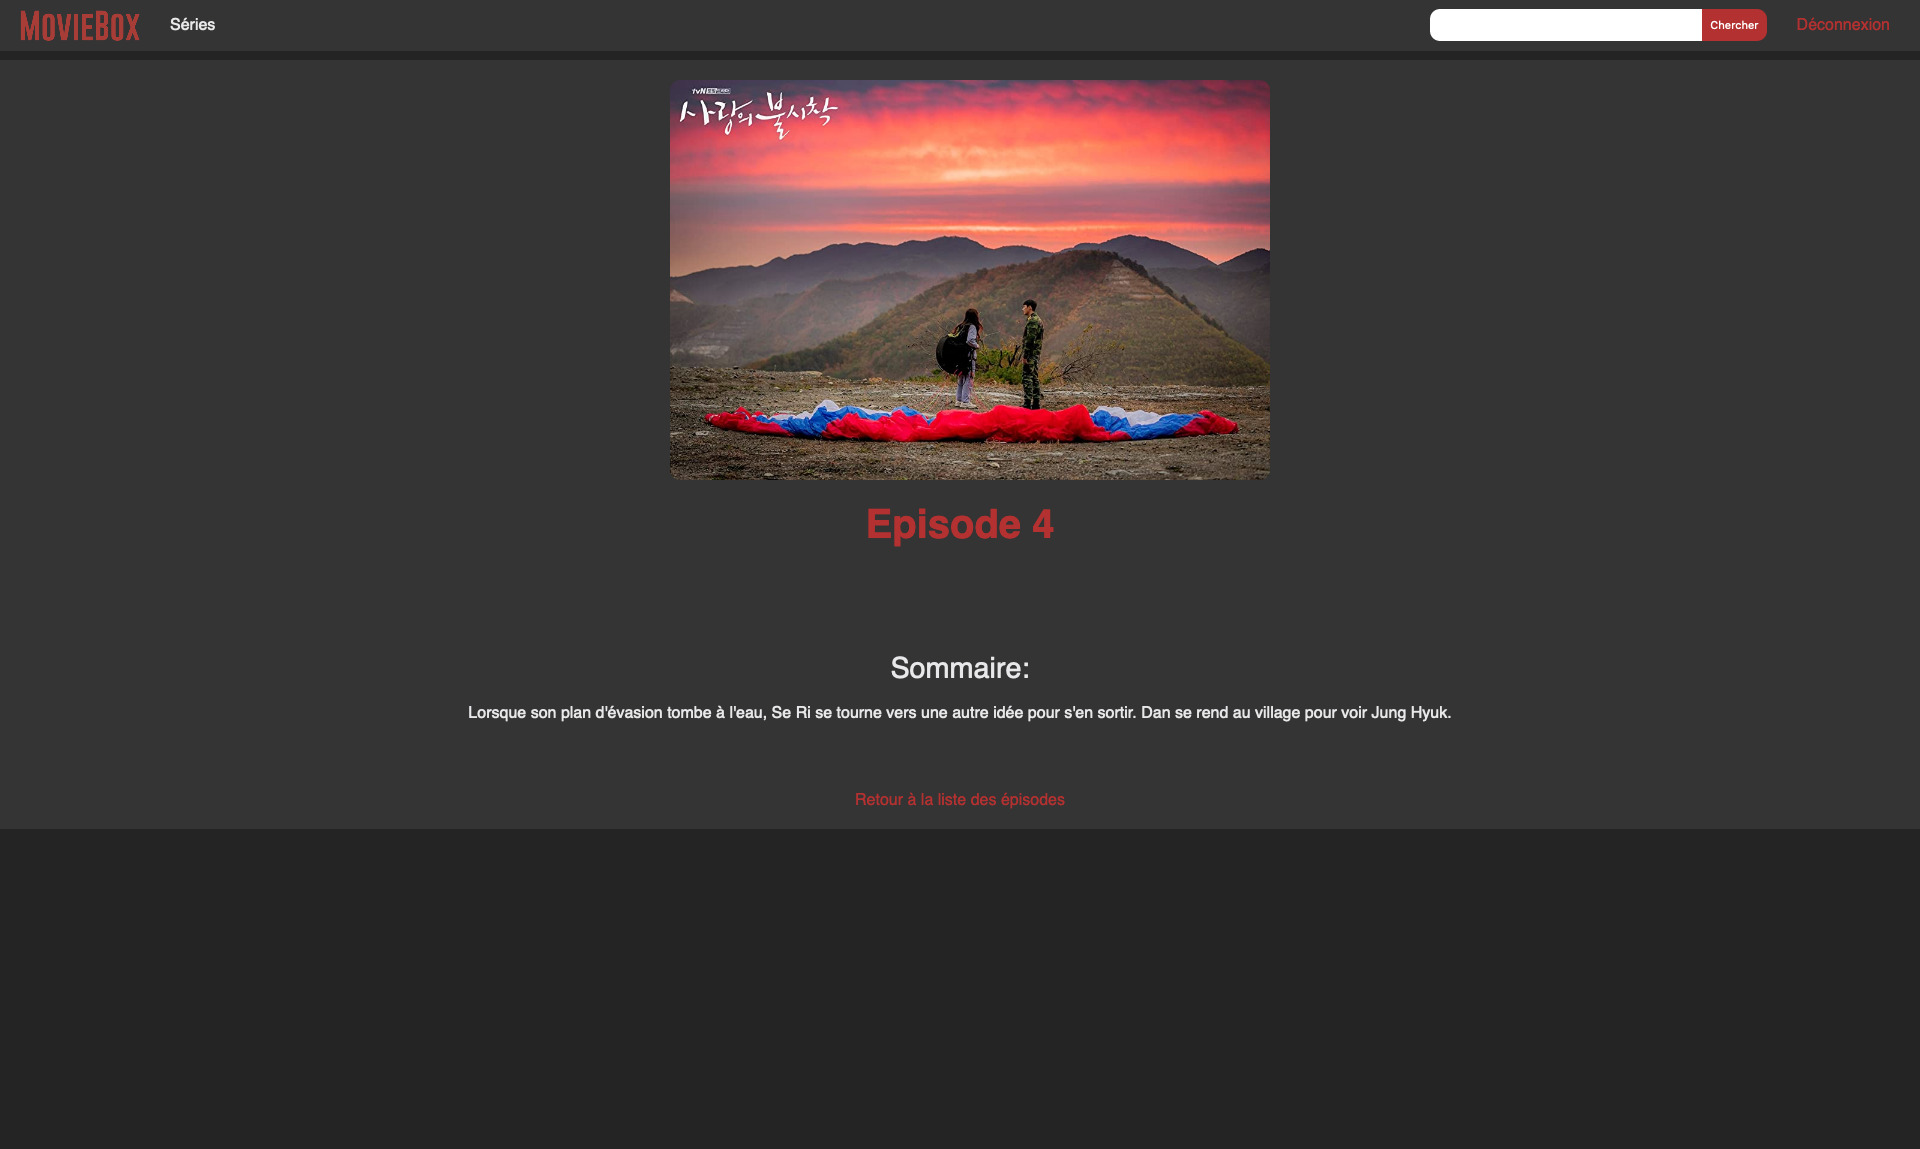 MOVIEBOX
Séries
Chercher
Déconnexion
tvN
사랑의 불시착
Episode 4
Sommaire:
Lorsque son plan d'évasion tombe à l'eau, Se Ri se tourne vers une autre idée pour s'en sortir. Dan se rend au village pour voir Jung Hyuk.
Retour à la liste des épisodes